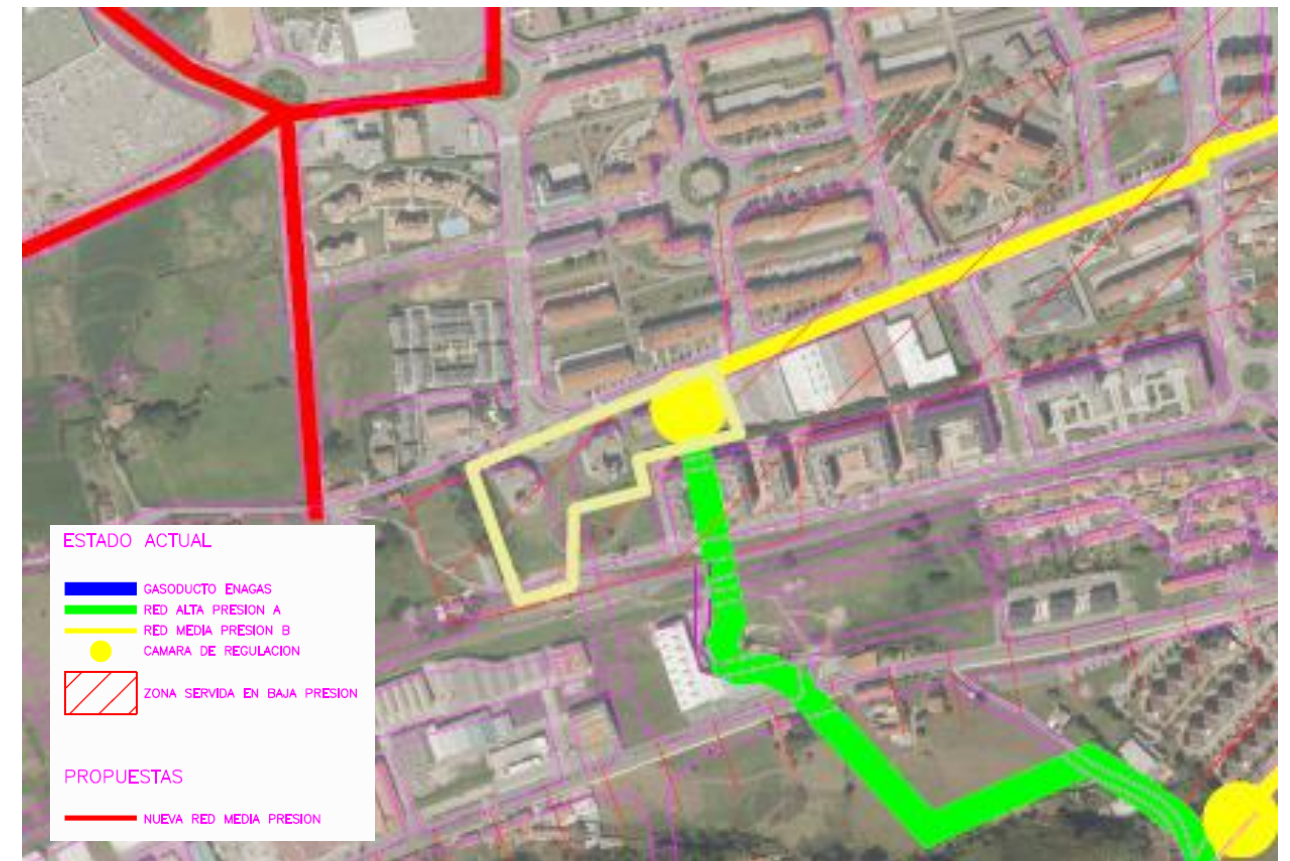 ESTADO ACTUAL
GASODUCTO ENAGAS
RED ALTA PRESION A
RED MEDIA PRESION B
CAMARA DE REGULACION
ZONA SERVIDA EN BAJA PRESION
PROPUESTAS
NUEVA RED MEDIA PRESION